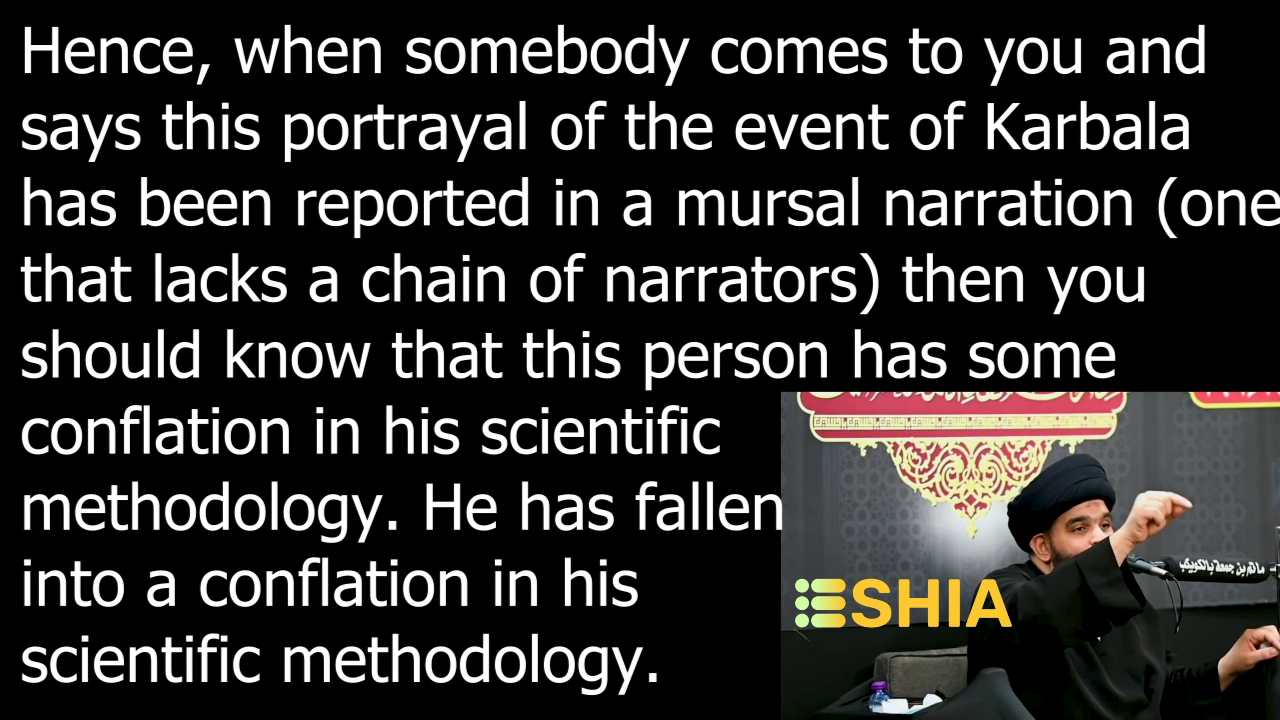 Hence, when somebody comes to you and
says this portrayal of the event of Karbala
has been reported in a mursal narration (one
that lacks a chain of narrators) then you
should know that this person has some
conflation in his scientific
methodology. He has fallen
into a conflation in his
scientific methodology.
SHIA